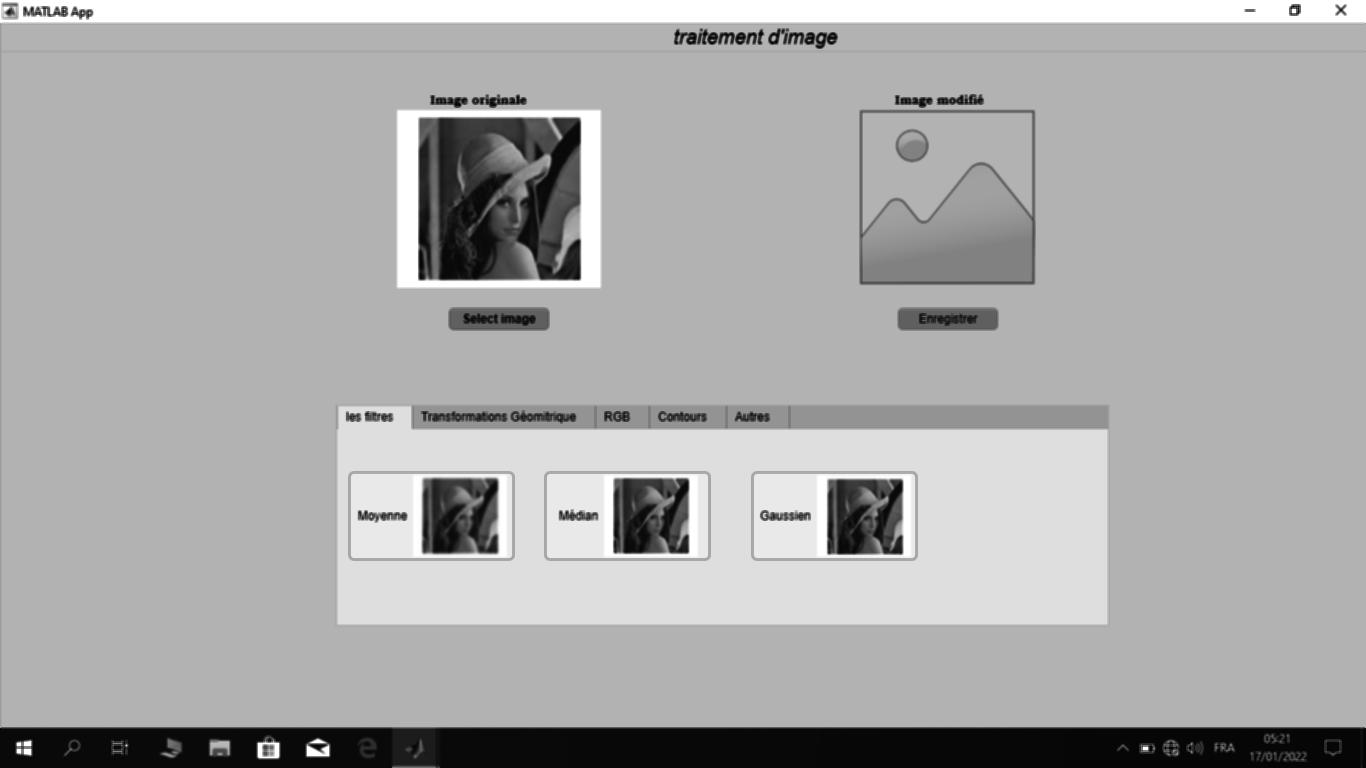 MATLAB App
traitement d'image
Image originale
Image modifié
Select image
Enregistrer
les filtres
Transformations Géomitrique
RGB
Contours
Autres
Moyenne
Médian
Gaussien
FRA
05:21
17/01/2022